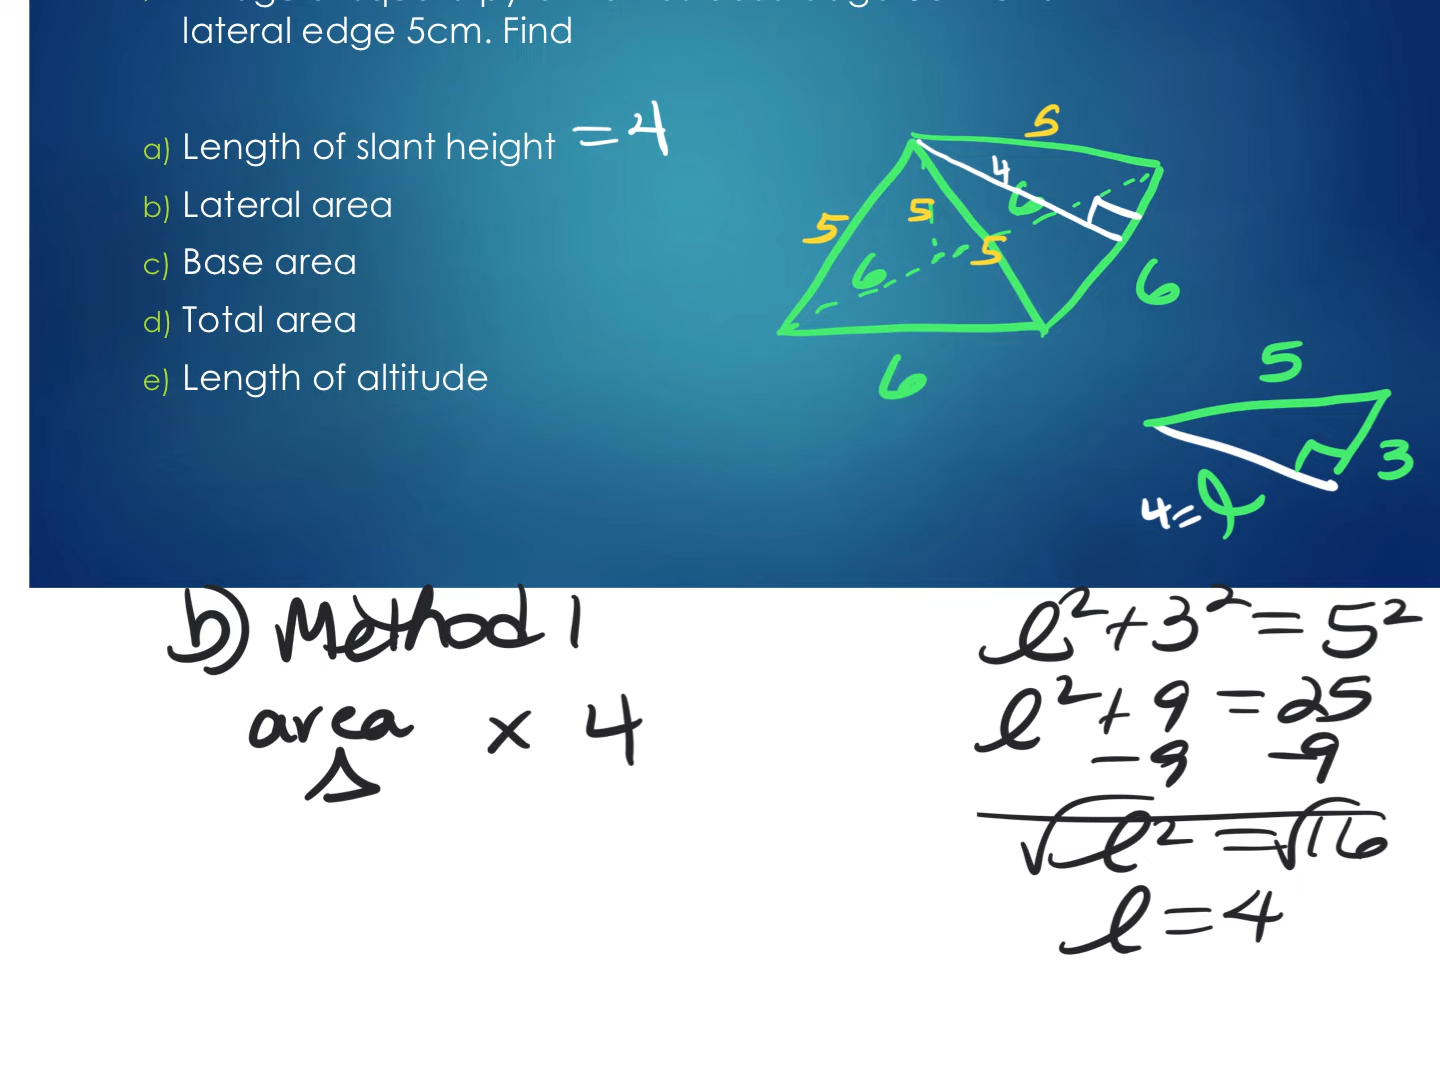 lateral edge 5cm. Find
a) Length of slant height = 4
b) Lateral area
c) Base area
d) Total area
e) Length of altitude
5
4
6
5
5
5
6
6
6
5
3
4 = l
b) Method 1
area × 4
Δ
l² + 3² = 5²
l² + 9 = 25
- 9 - 9
√l² = √16
l = 4